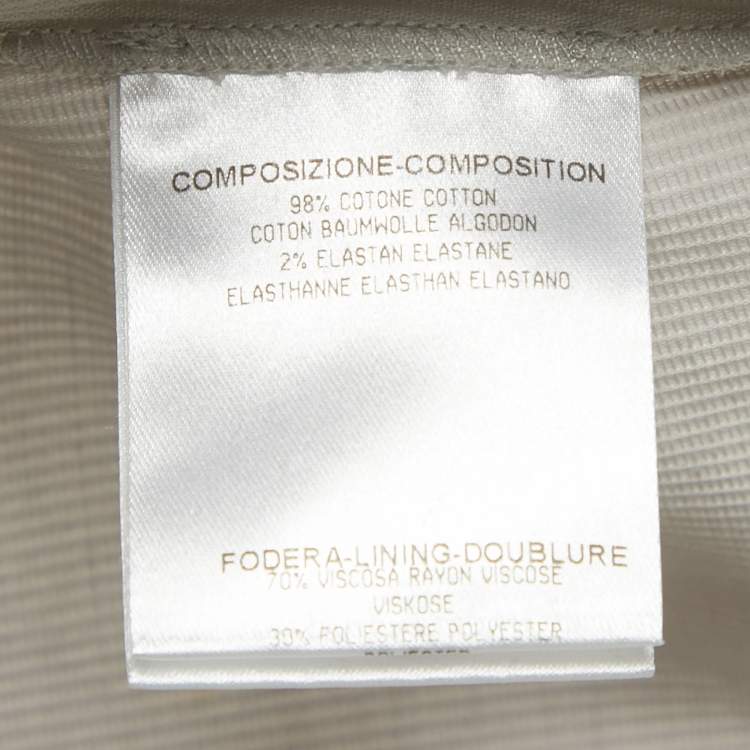 COMPOSIZIONE-COMPOSITION
98% COTONE COTTON
COTON BAUMWOLLE ALGODON
2% ELASTAN ELASTANE
ELASTHANNE ELASTHAN ELASTANO
FODERA-LINING-DOUBLURE
70% VISCOSA RAYON VISCOSE
VISKOSE
30% POLIESTERE POLYESTER
POLYESTER